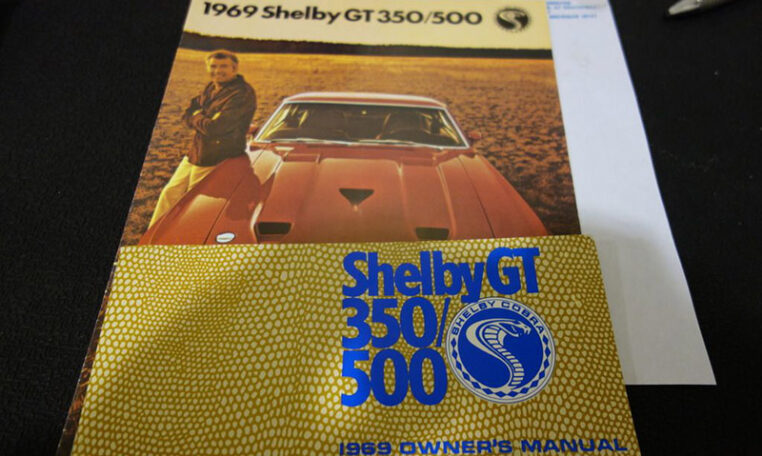 1969 Shelby GT 350/500
Shelby GT
350/
500
SHELBY COBRA
1969 OWNER'S MANUAL